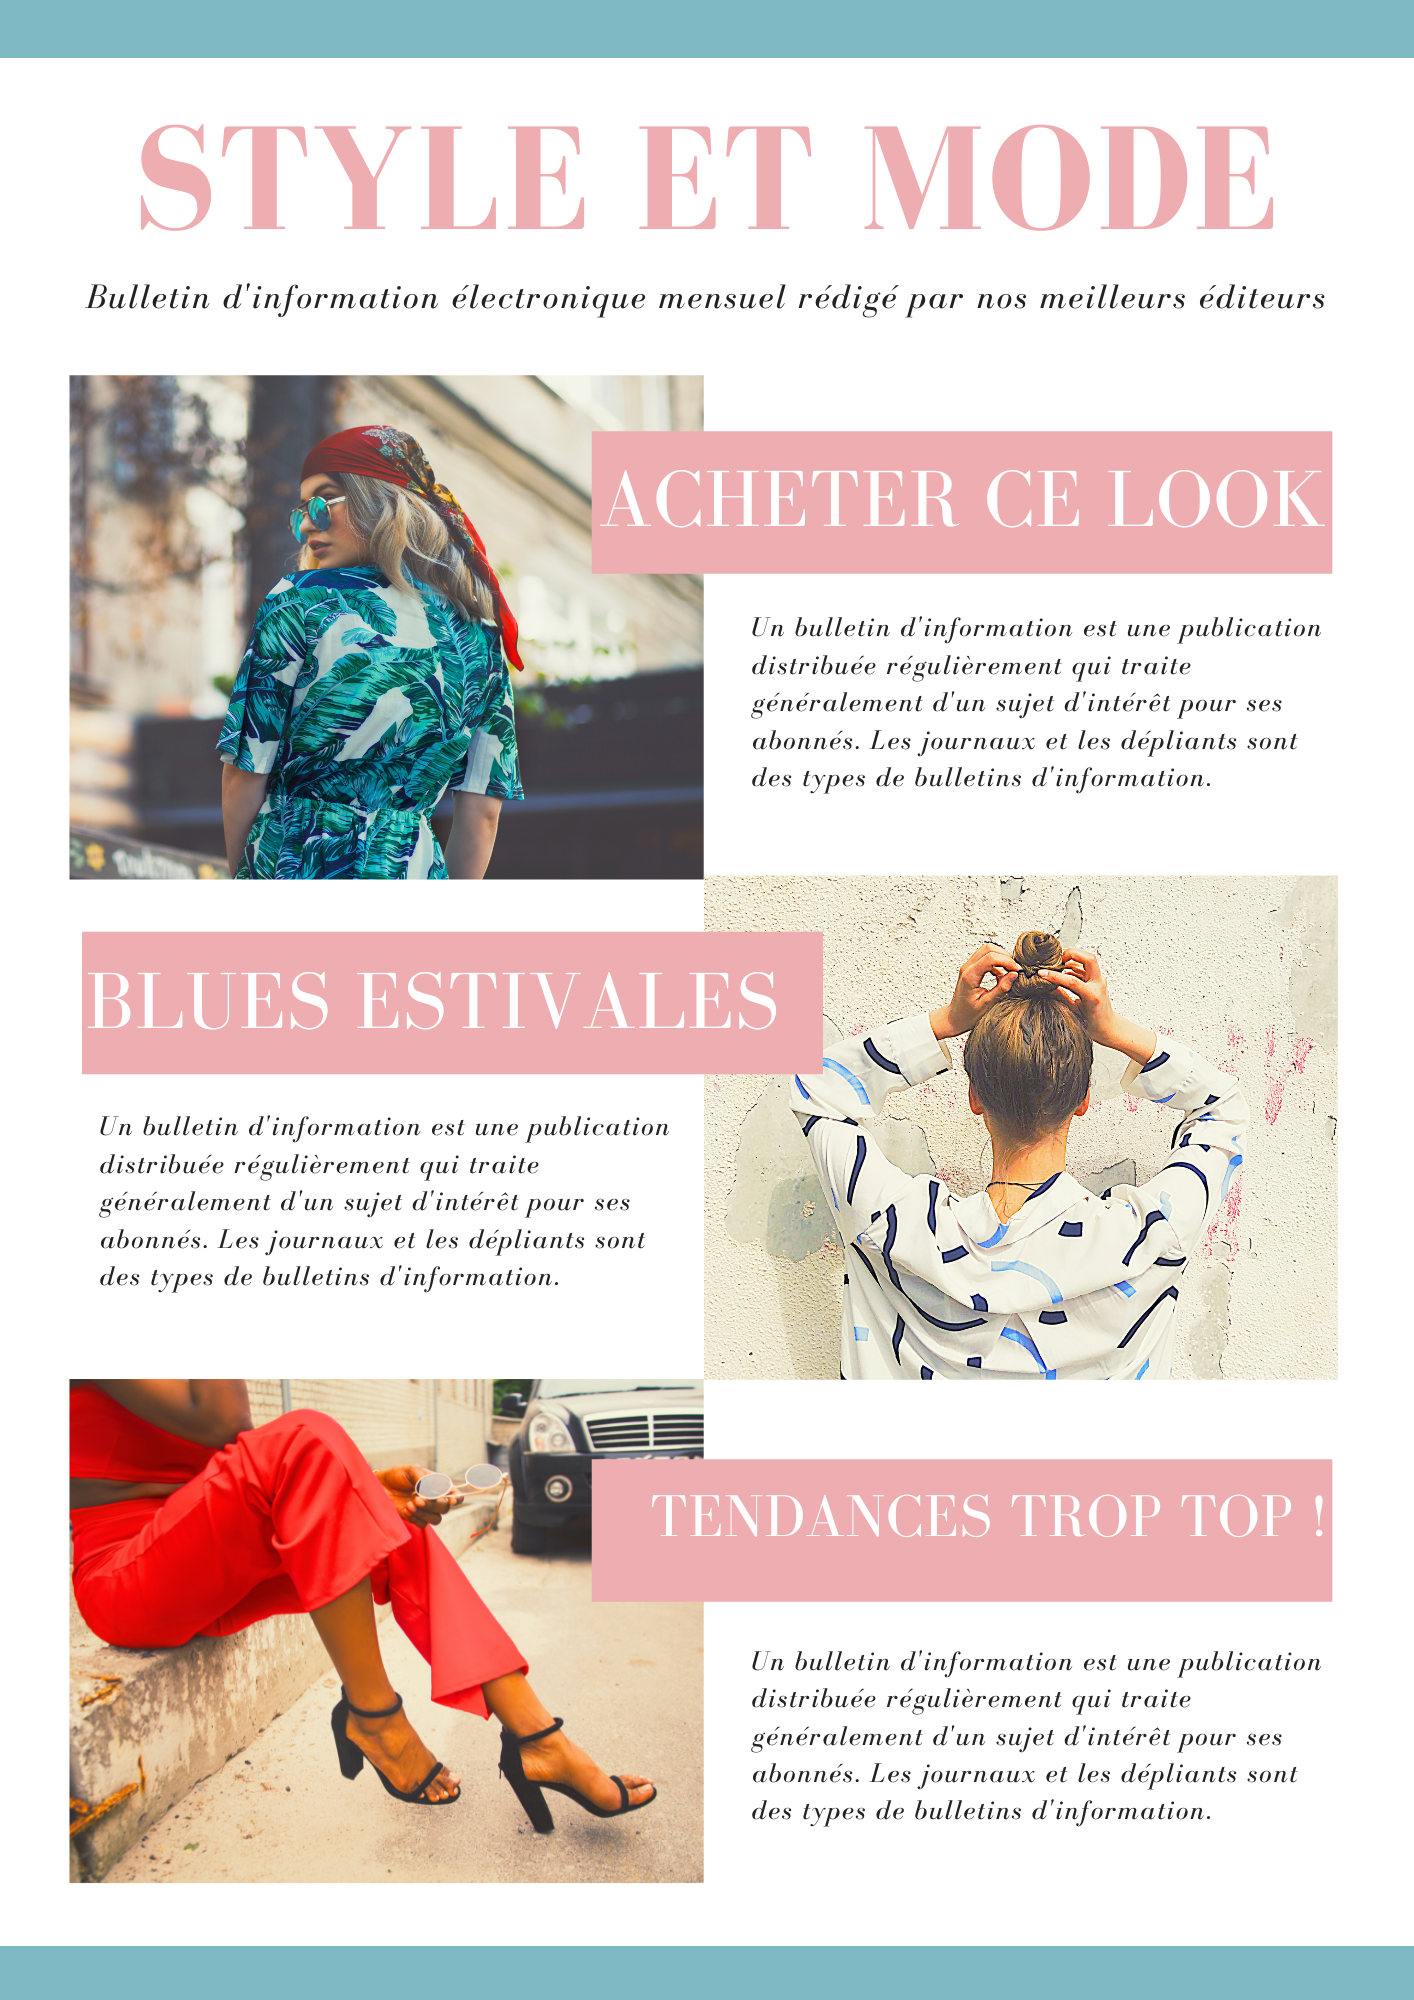 STYLE ET MODE
Bulletin d'information électronique mensuel rédigé par nos meilleurs éditeurs
ACHETER CE LOOK
Un bulletin d'information est une publication
distribuée régulièrement qui traite
généralement d'un sujet d'intérêt pour ses
abonnés. Les journaux et les dépliants sont
des types de bulletins d'information.
BLUES ESTIVALES
Un bulletin d'information est une publication
distribuée régulièrement qui traite
généralement d'un sujet d'intérêt pour ses
abonnés. Les journaux et les dépliants sont
des types de bulletins d'information.
TENDANCES TROP TOP !
Un bulletin d'information est une publication
distribuée régulièrement qui traite
généralement d'un sujet d'intérêt pour ses
abonnés. Les journaux et les dépliants sont
des types de bulletins d'information.